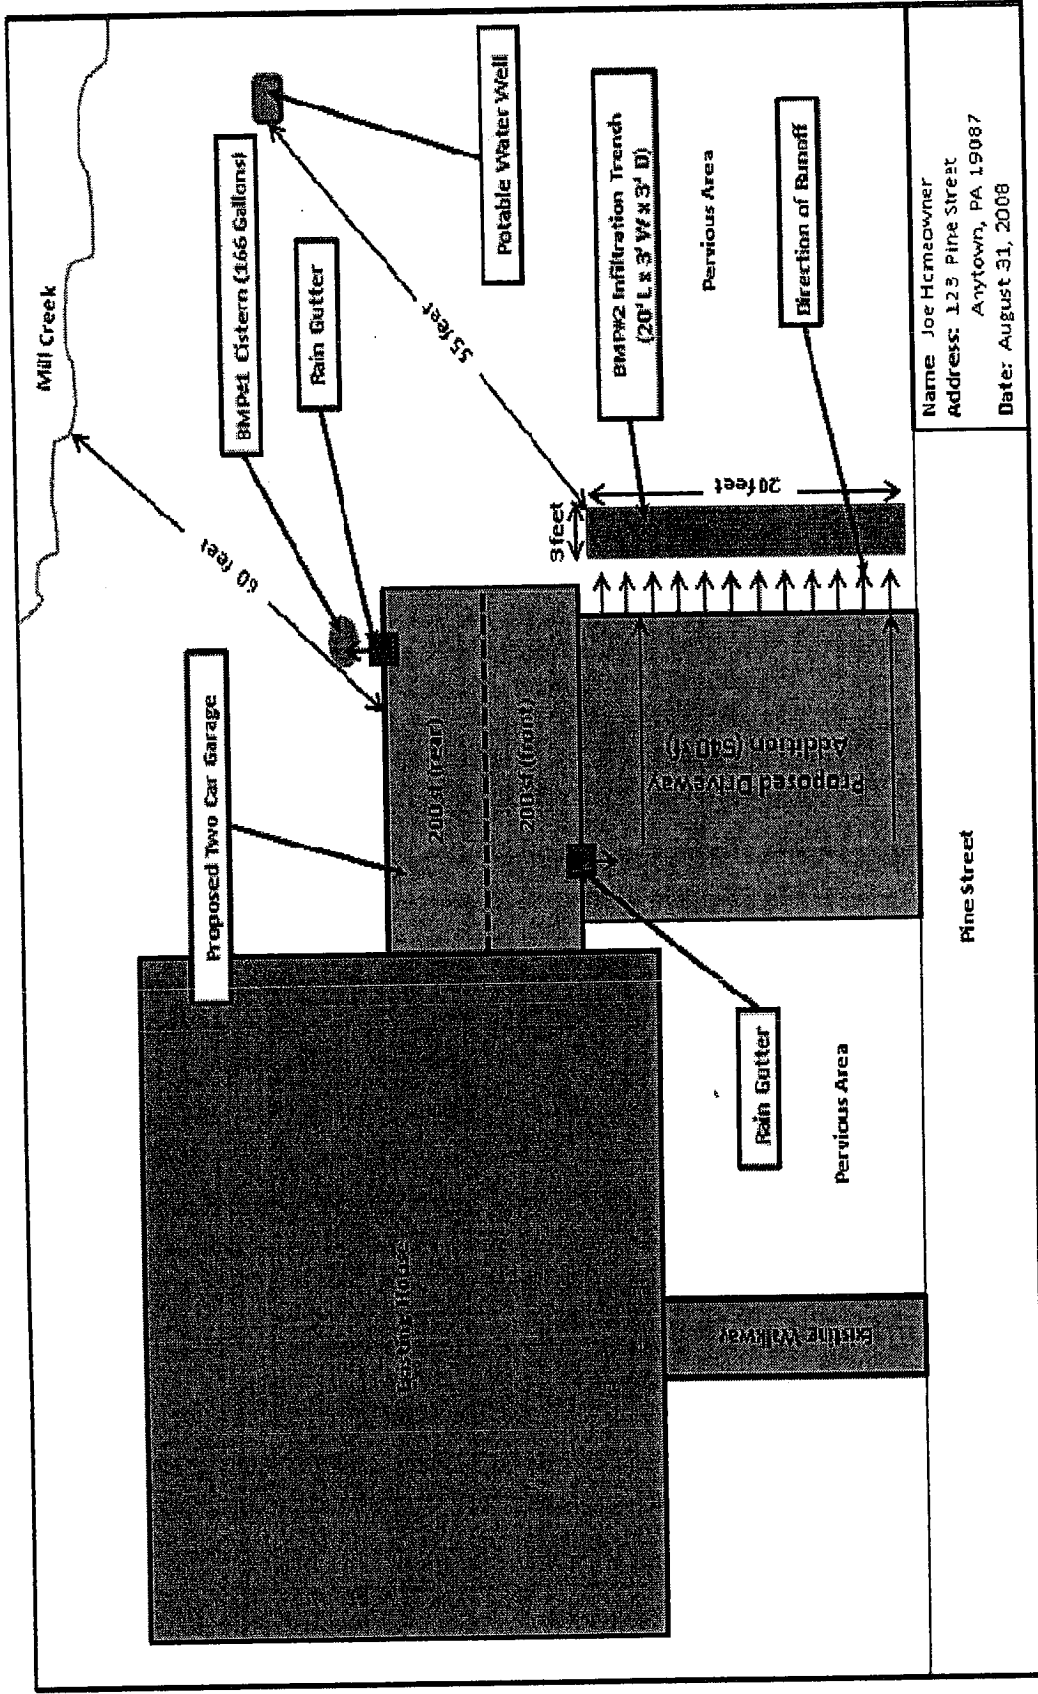 Mill Creek
60 feet
BMP#1 Cistern (166 Gallons)
Rain Gutter
Potable Water Well
55 feet
Proposed Two Car Garage
200 sf (rear)
200 sf (front)
Existing House
3 feet
20 feet
BMP#2 Infiltration Trench
(20' L x 3' W x 3' D)
Pervious Area
Direction of Runoff
Proposed Driveway
Addition (540 sf)
Rain Gutter
Pervious Area
Existing Walkway
Pine Street
Name Joe Homeowner
Address: 123 Pine Street
Anytown, PA 19087
Date: August 31, 2008